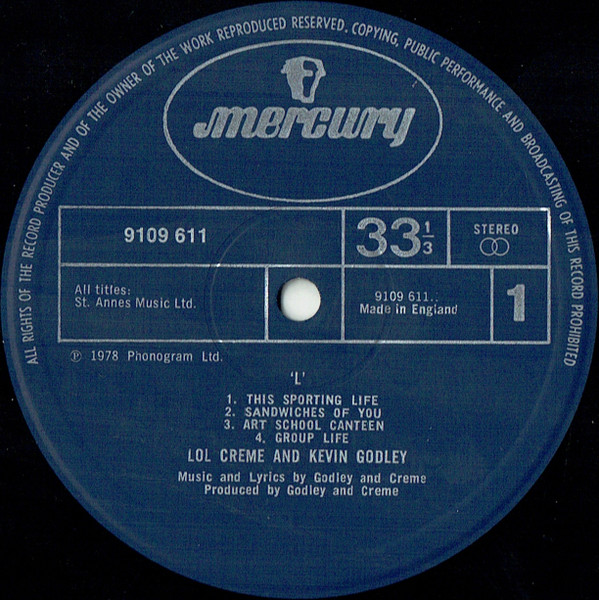 ALL RIGHTS OF THE RECORD PRODUCER AND OF THE OWNER OF THE WORK REPRODUCED RESERVED. COPYING, PUBLIC PERFORMANCE AND BROADCASTING OF THIS RECORD PROHIBITED
mercury
9109 611
33 1/3
STEREO
All titles:
St. Annes Music Ltd.
9109 611..
Made in England
1
℗ 1978 Phonogram Ltd.
'L'
1. THIS SPORTING LIFE
2. SANDWICHES OF YOU
3. ART SCHOOL CANTEEN
4. GROUP LIFE
LOL CREME AND KEVIN GODLEY
Music and Lyrics by Godley and Creme
Produced by Godley and Creme